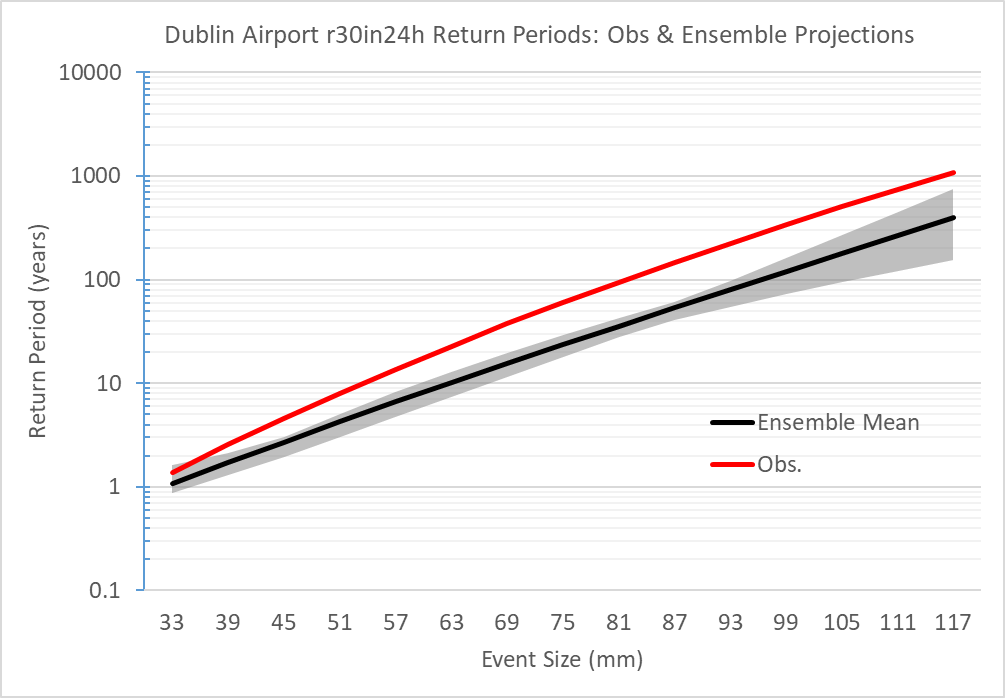 Dublin Airport r30in24h Return Periods: Obs & Ensemble Projections
10000
1000
100
10
1
0.1
Return Period (years)
Ensemble Mean
Obs.
33 39 45 51 57 63 69 75 81 87 93 99 105 111 117
Event Size (mm)